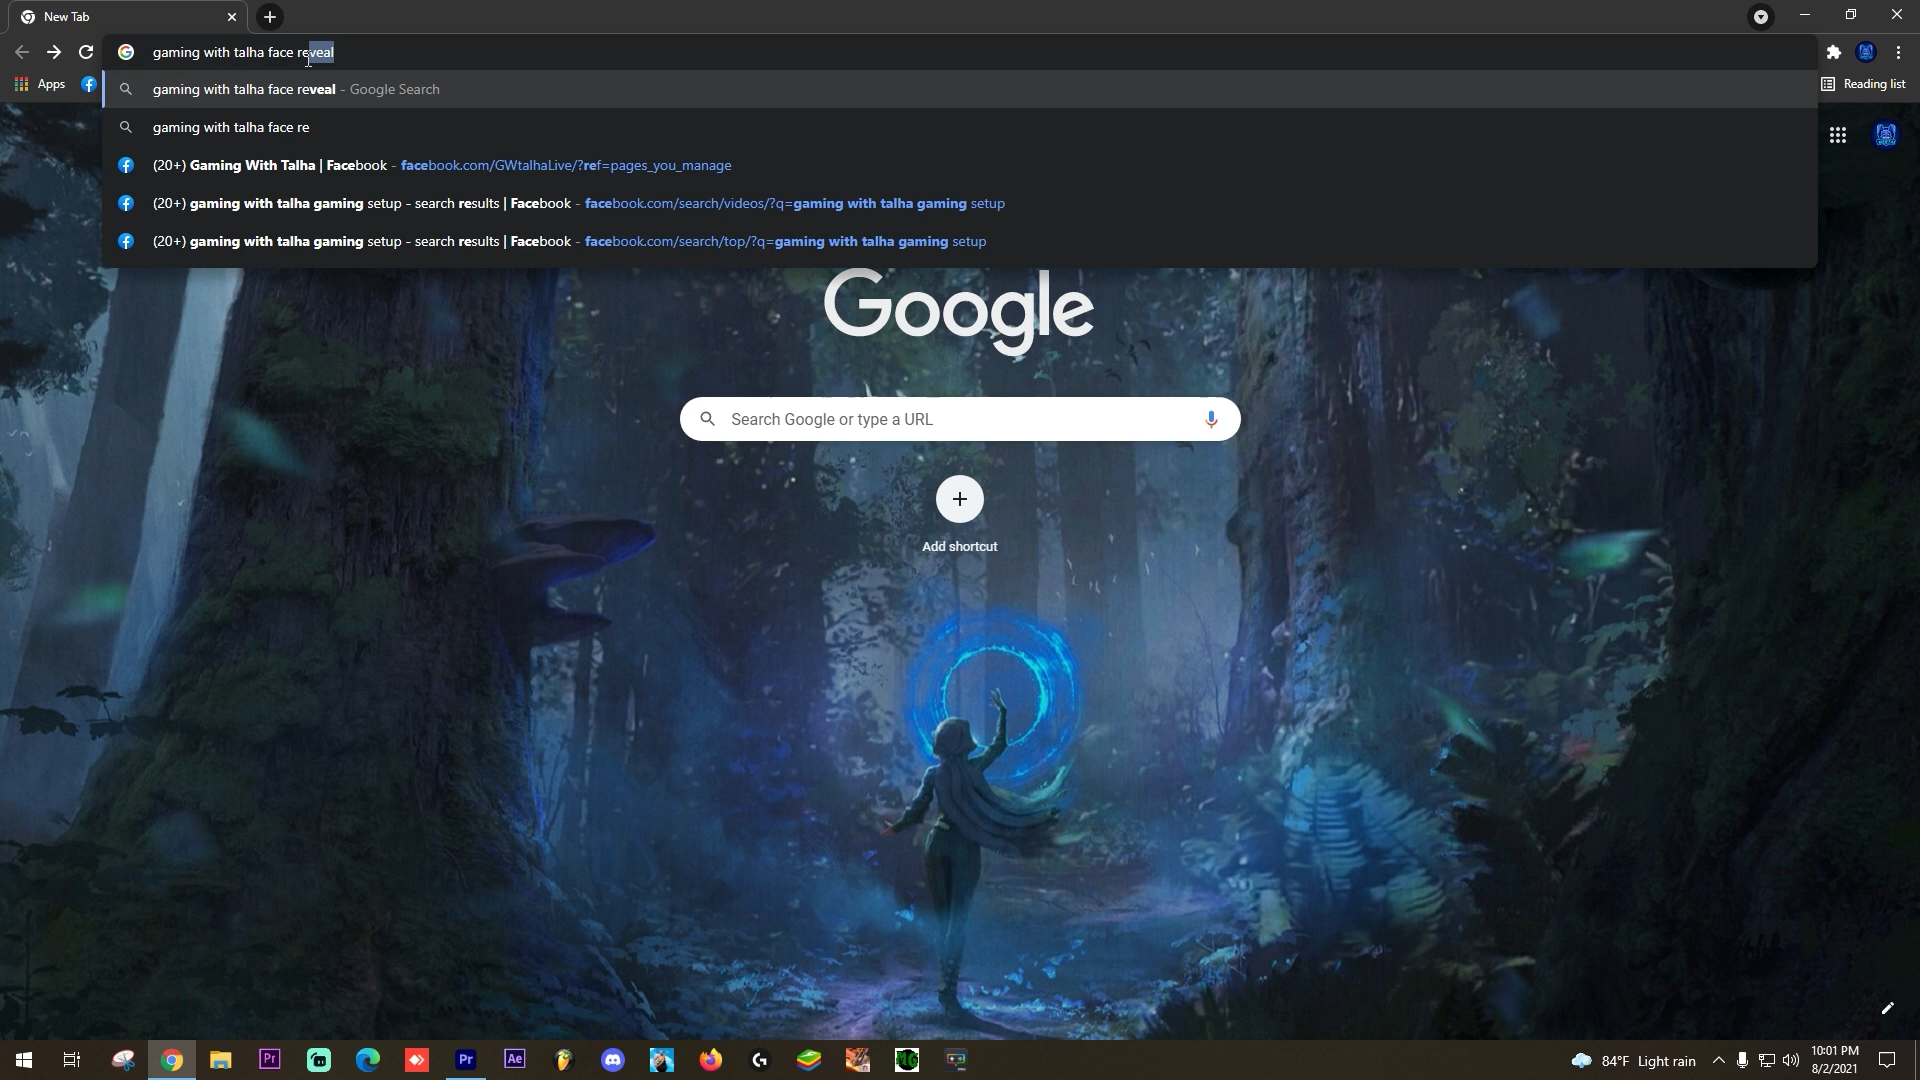 New Tab
gaming with talha face reveal
gaming with talha face reveal - Google Search
gaming with talha face re
(20+) Gaming With Talha | Facebook - facebook.com/GWtalhaLive/?ref=pages_you_manage
(20+) gaming with talha gaming setup - search results | Facebook - facebook.com/search/videos/?q=gaming with talha gaming setup
(20+) gaming with talha gaming setup - search results | Facebook - facebook.com/search/top/?q=gaming with talha gaming setup
Apps
Reading list
Google
Search Google or type a URL
Add shortcut
Pr
Pr
Ae
MG
84°F Light rain
10:01 PM
8/2/2021